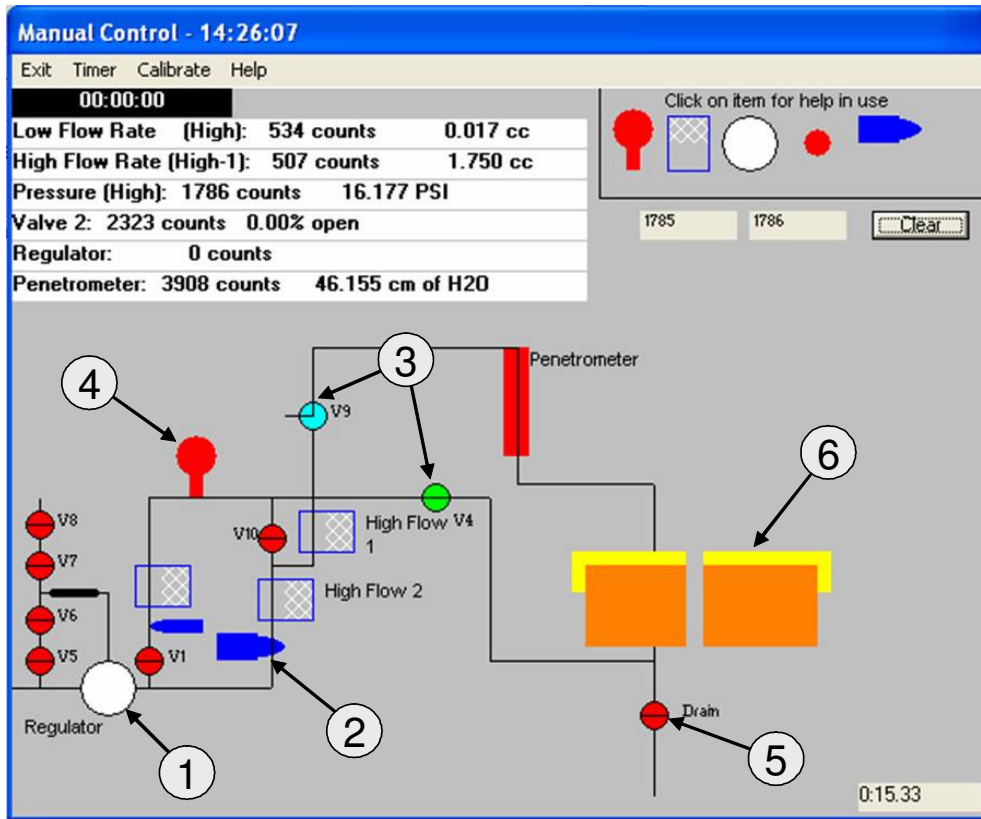 Manual Control - 14:26:07
Exit Timer Calibrate Help
00:00:00
Click on item for help in use
Low Flow Rate (High): 534 counts 0.017 cc
High Flow Rate (High-1): 507 counts 1.750 cc
Pressure (High): 1786 counts 16.177 PSI
Valve 2: 2323 counts 0.00% open
1785 1786 Clear
Regulator: 0 counts
Penetrometer: 3908 counts 46.155 cm of H2O
Penetrometer
3
4
V9
6
V8
V10
High Flow V4
1
V7
High Flow 2
V6
V5
V1
Regulator
2
Drain
1
5
0:15.33